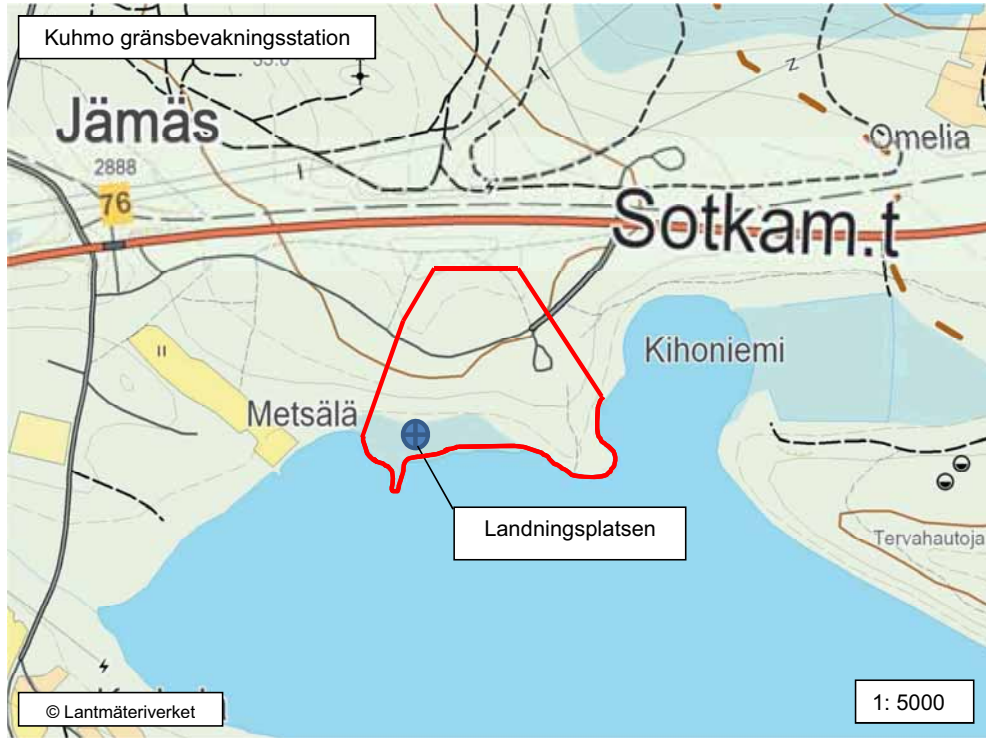 Kuhmo gränsbevakningsstation
Jämäs
Omelia
2888
76
Sotkam.t
Kihoniemi
Metsälä
Landningsplatsen
Tervahautoja
© Lantmäteriverket
1: 5000